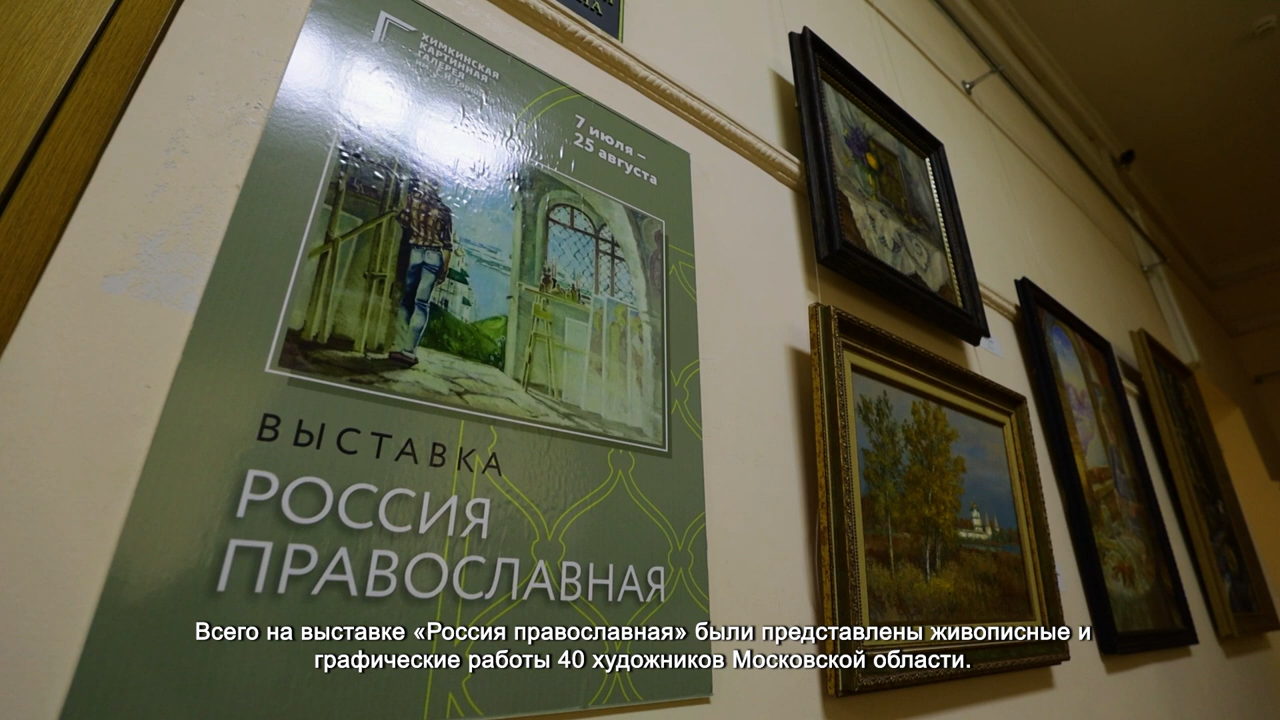 ХИМКИНСКАЯ
КАРТИННАЯ
ГАЛЕРЕЯ
7 июля –
25 августа
ВЫСТАВКА
РОССИЯ
ПРАВОСЛАВНАЯ
Всего на выставке «Россия православная» были представлены живописные и
графические работы 40 художников Московской области.